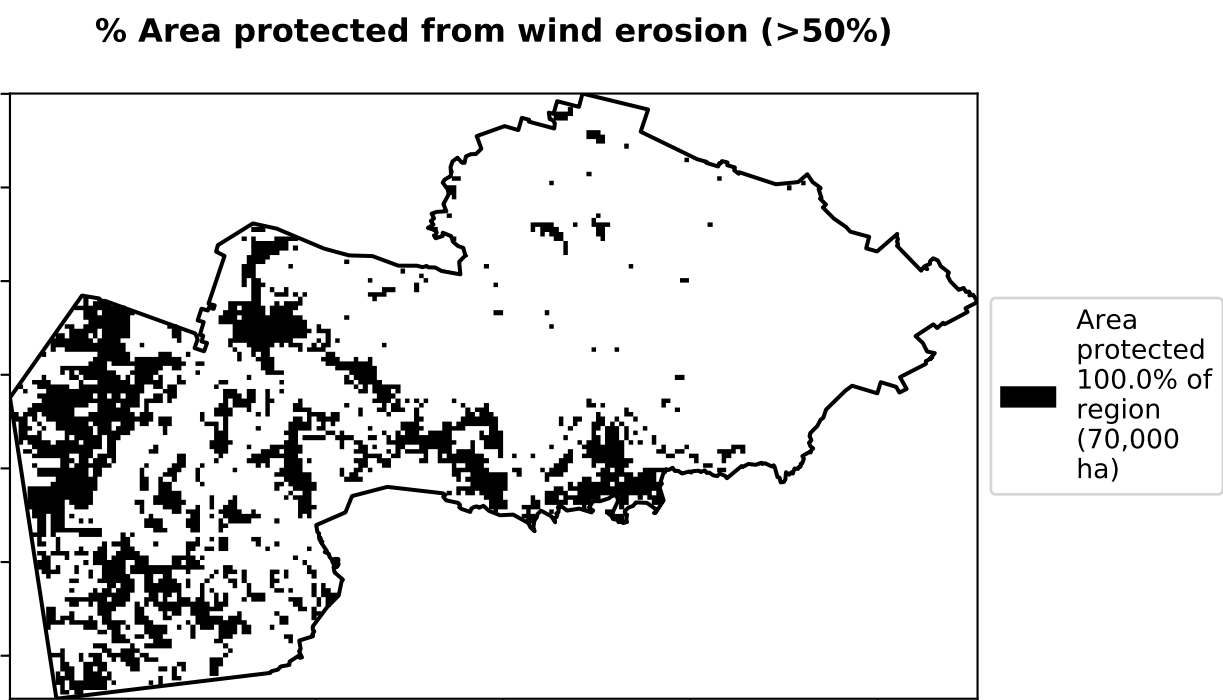 % Area protected from wind erosion (>50%)
Area
protected
100.0% of
region
(70,000
ha)